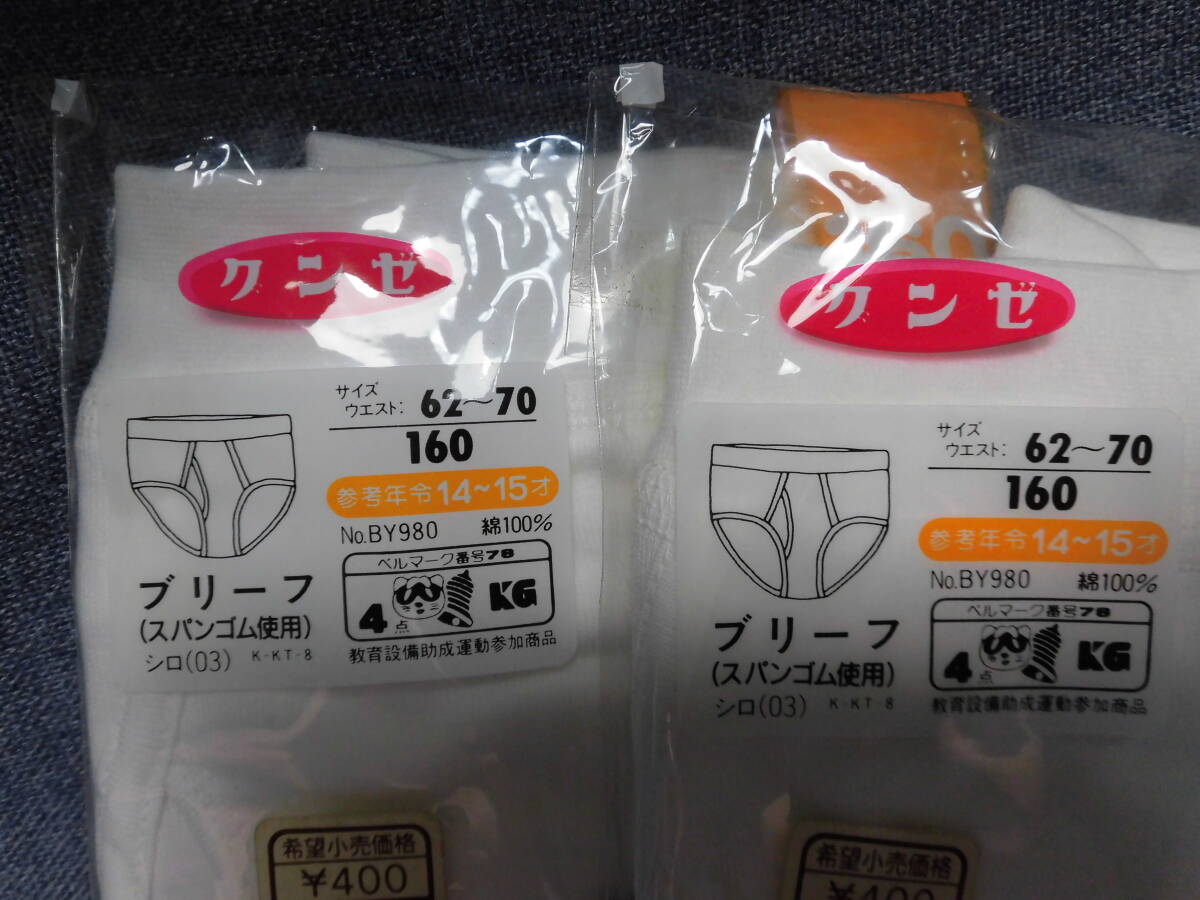 クンゼ
サイズ
ウエスト: 62〜70
160
参考年令14〜15才
No.BY980 綿100%
ベルマーク番号78
4点 KG
教育設備助成運動参加商品
ブリーフ
(スパンゴム使用)
シロ(03) K-KT-8
希望小売価格
¥400
160
クンゼ
サイズ
ウエスト: 62〜70
160
参考年令14〜15才
No.BY980 綿100%
ベルマーク番号78
4点 KG
教育設備助成運動参加商品
ブリーフ
(スパンゴム使用)
シロ(03) K-KT-8
希望小売価格
¥400